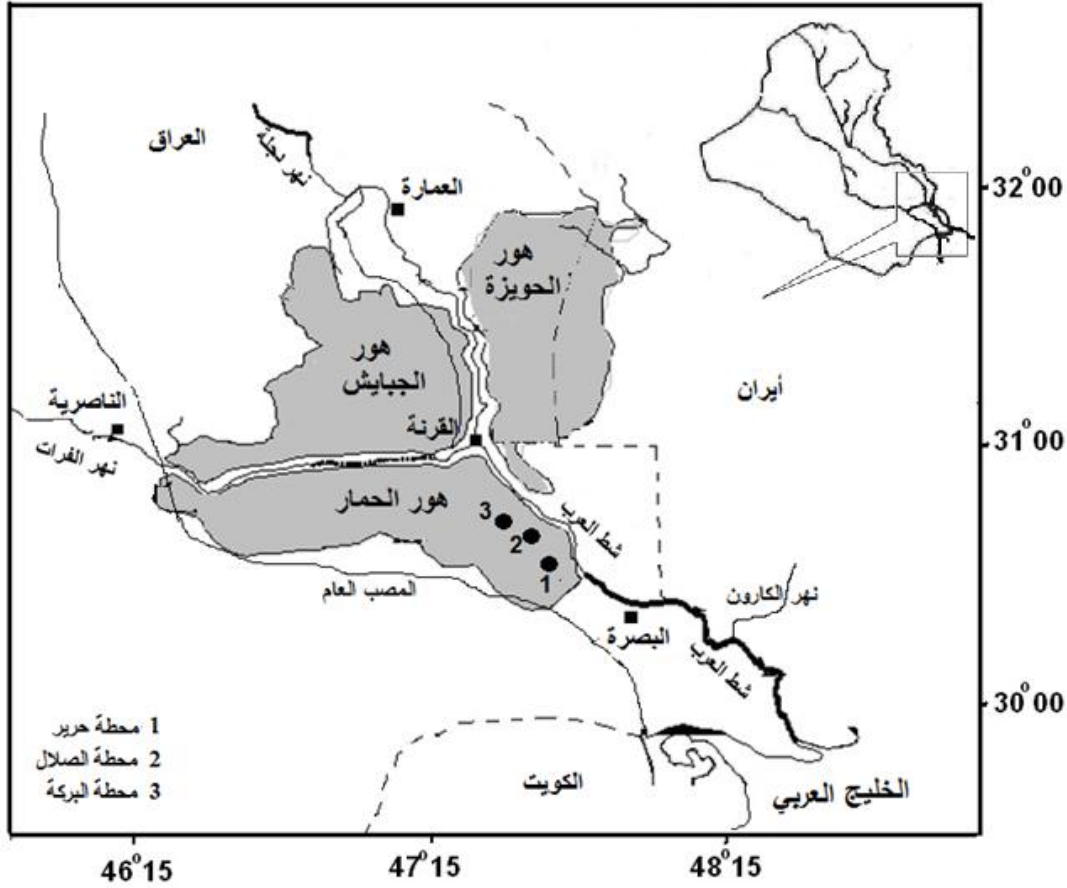 العراق
نهر دجلة
32°00
العمارة
هور
الحويزة
هور
الجبايش
أيران
الناصرية
القرنة
31°00
نهر الفرات
هور الحمار
3
2
1
شط العرب
المصب العام
نهر الكارون
البصرة
شط العرب
30°00
1 محطة حرير
2 محطة الصلال
3 محطة البركة
الكويت
الخليج العربي
46°15
47°15
48°15